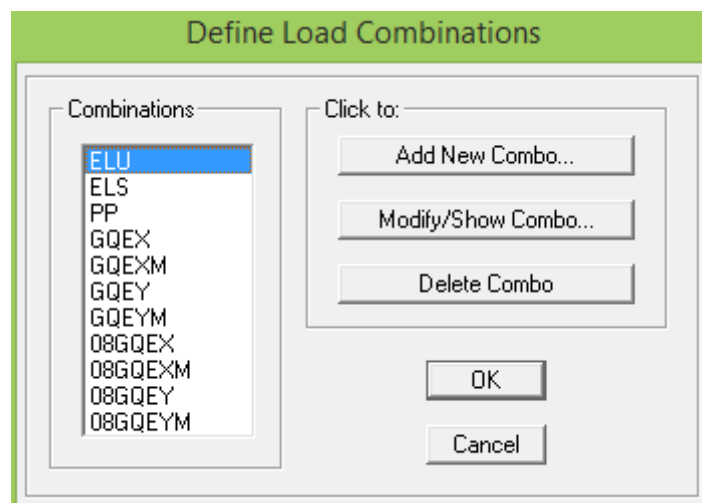 Define Load Combinations
Combinations
ELU
ELS
PP
GQEX
GQEXM
GQEY
GQEYM
08GQEX
08GQEXM
08GQEY
08GQEYM
Click to:
Add New Combo...
Modify/Show Combo...
Delete Combo
OK
Cancel